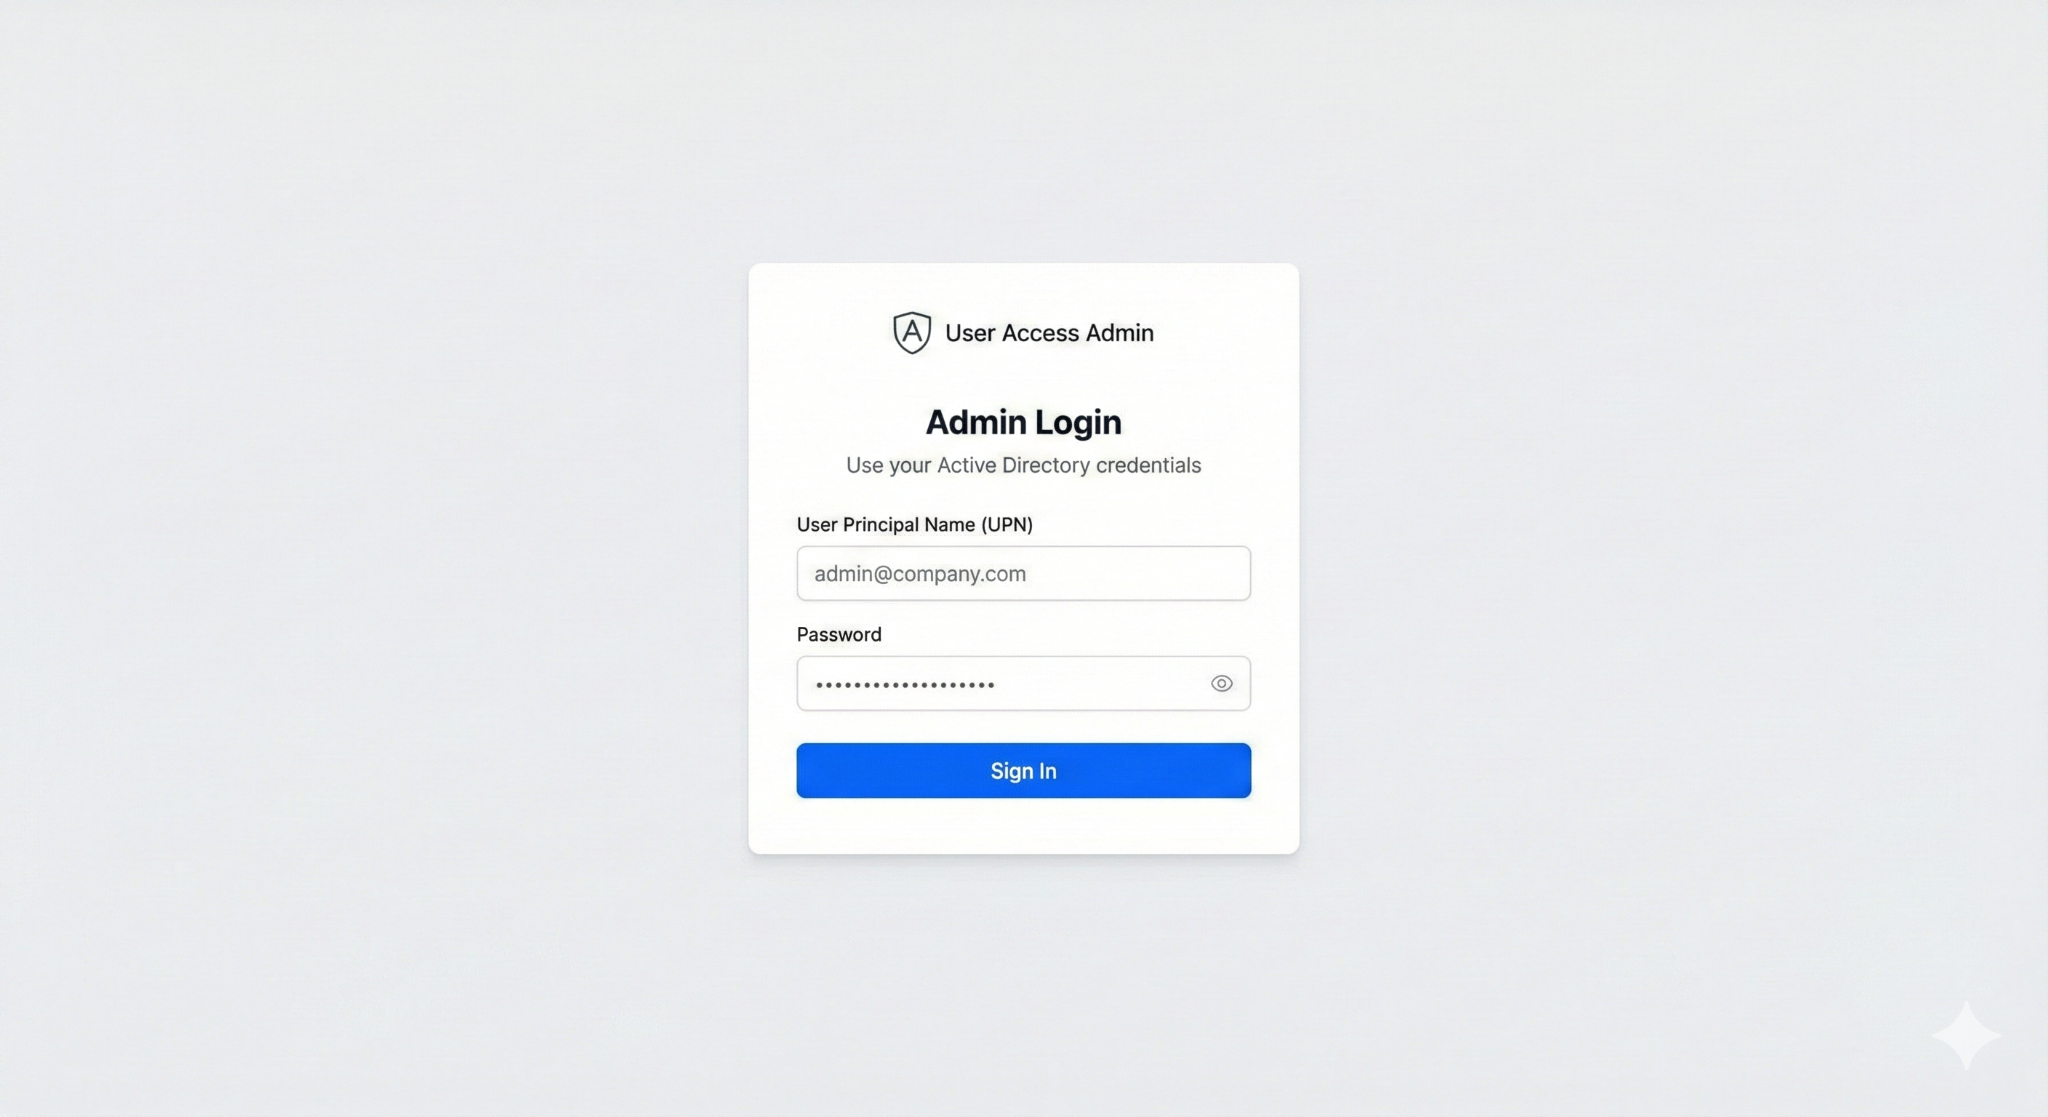 User Access Admin
Admin Login
Use your Active Directory credentials
User Principal Name (UPN)
admin@company.com
Password
•••••••••••••••••••
Sign In